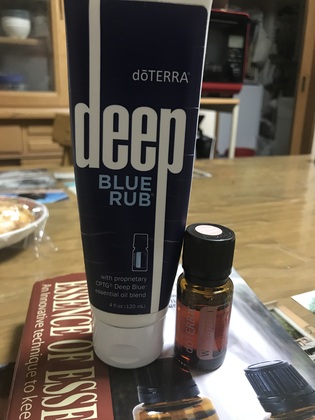 dōTERRA
deep
BLUE
RUB
with proprietary
CPTG® Deep Blue®
essential oil blend
4 fl oz (120 mL)
ESSENCE OF ESSE
An innovative technique to kee